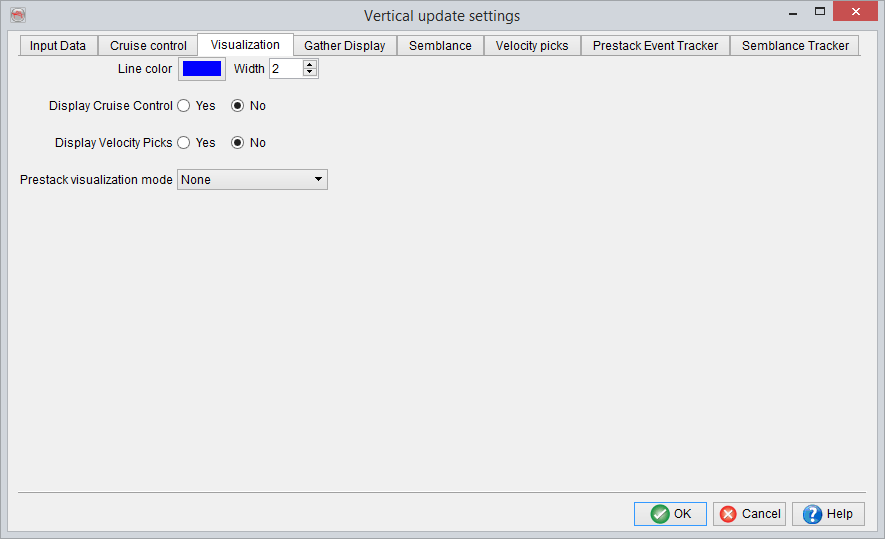 Vertical update settings
Input Data Cruise control Visualization Gather Display Semblance Velocity picks Prestack Event Tracker Semblance Tracker
Line color Width 2
Display Cruise Control Yes No
Display Velocity Picks Yes No
Prestack visualization mode None
OK Cancel Help